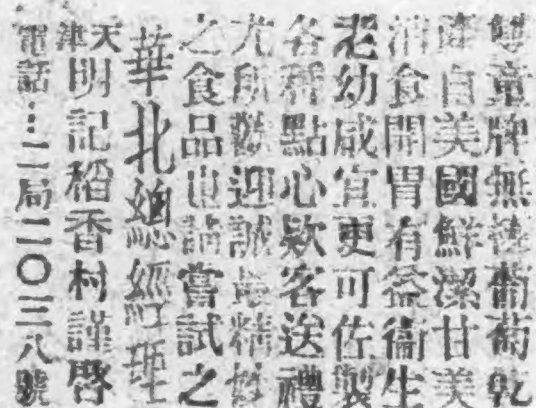 雙童牌無核葡萄乾
產自美國鮮潔甘美
消食開胃有益衞生
老幼咸宜更可佐製
各種點心欵客送禮
尤所歡迎誠最精妙
之食品也請嘗試之
華北總經理
天津明記稻香村謹啓
電話⋯二局二〇三八號